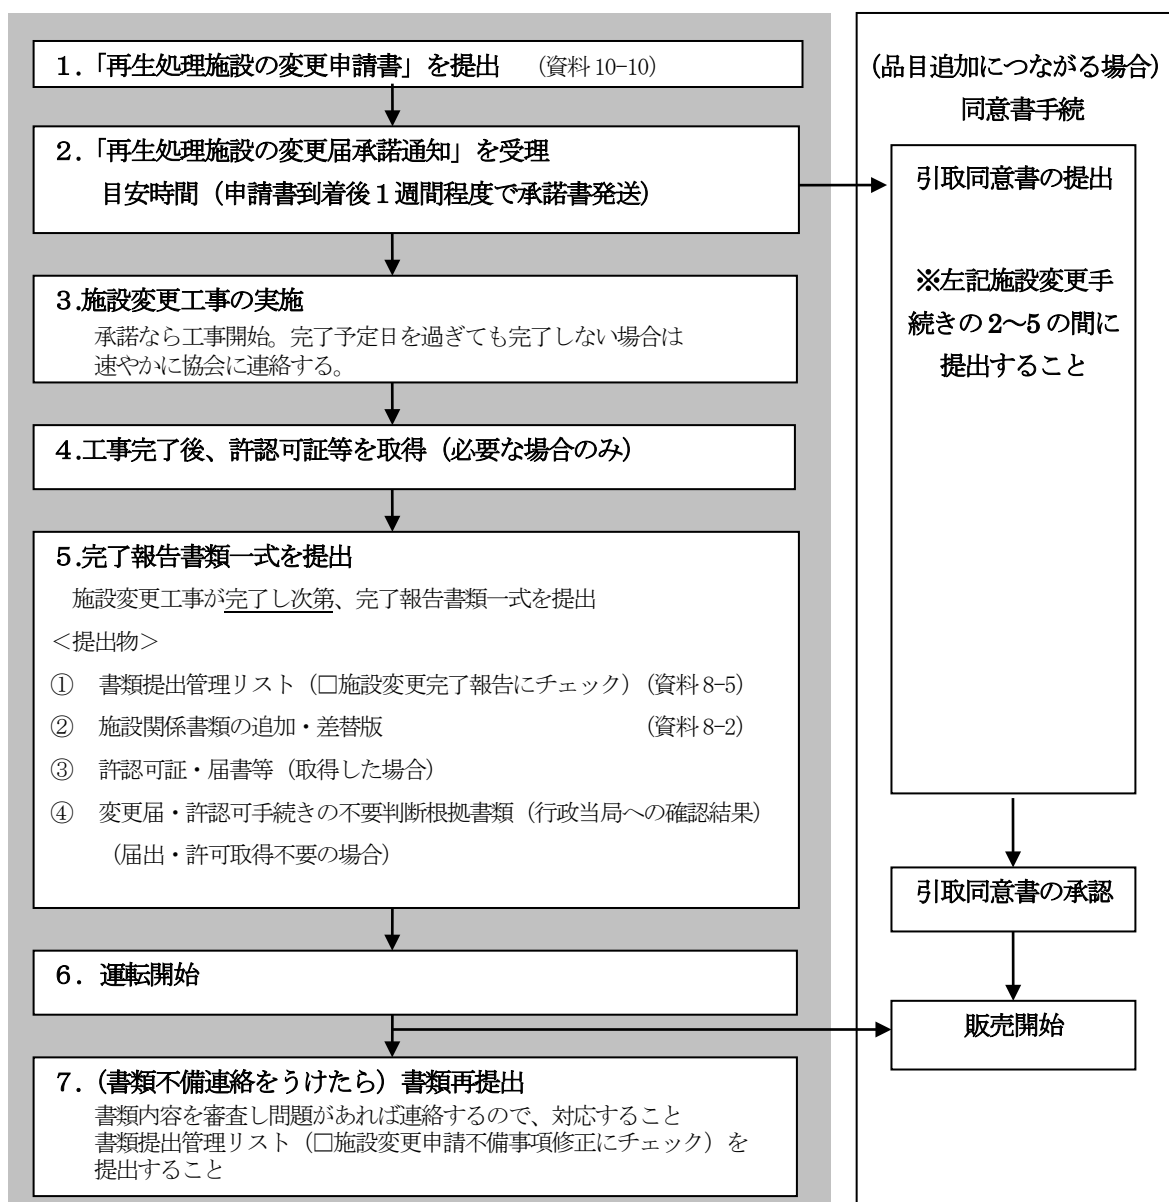 １．「再生処理施設の変更申請書」を提出　（資料 10-10）
２．「再生処理施設の変更届承諾通知」を受理
目安時間（申請書到着後１週間程度で承諾書発送）
３.施設変更工事の実施
承諾なら工事開始。完了予定日を過ぎても完了しない場合は
速やかに協会に連絡する。
４.工事完了後、許認可証等を取得（必要な場合のみ）
５.完了報告書類一式を提出
施設変更工事が完了し次第、完了報告書類一式を提出
＜提出物＞
①　書類提出管理リスト（□施設変更完了報告にチェック）（資料 8-5）
②　施設関係書類の追加・差替版　（資料 8-2）
③　許認可証・届書等（取得した場合）
④　変更届・許認可手続きの不要判断根拠書類（行政当局への確認結果）
（届出・許可取得不要の場合）
６．運転開始
７．（書類不備連絡をうけたら）書類再提出
書類内容を審査し問題があれば連絡するので、対応すること
書類提出管理リスト（□施設変更申請不備事項修正にチェック）を
提出すること
（品目追加につながる場合）
同意書手続
引取同意書の提出
※左記施設変更手
続きの 2～5 の間に
提出すること
引取同意書の承認
販売開始